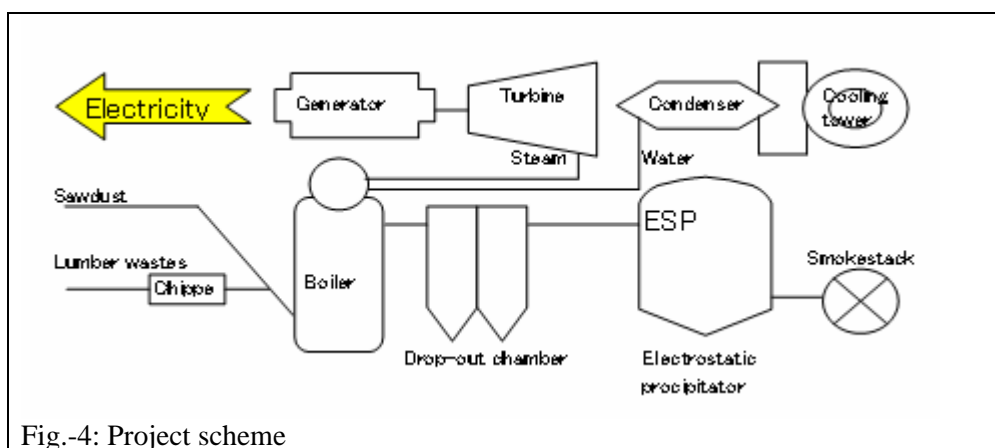 Electricity
Generator
Turbine
Condenser
Cooling
tower
Steam
Water
Sawdust
Lumber wastes
Chippe
Boiler
ESP
Smokestack
Drop-out chamber
Electrostatic
procipitator
Fig.-4: Project scheme